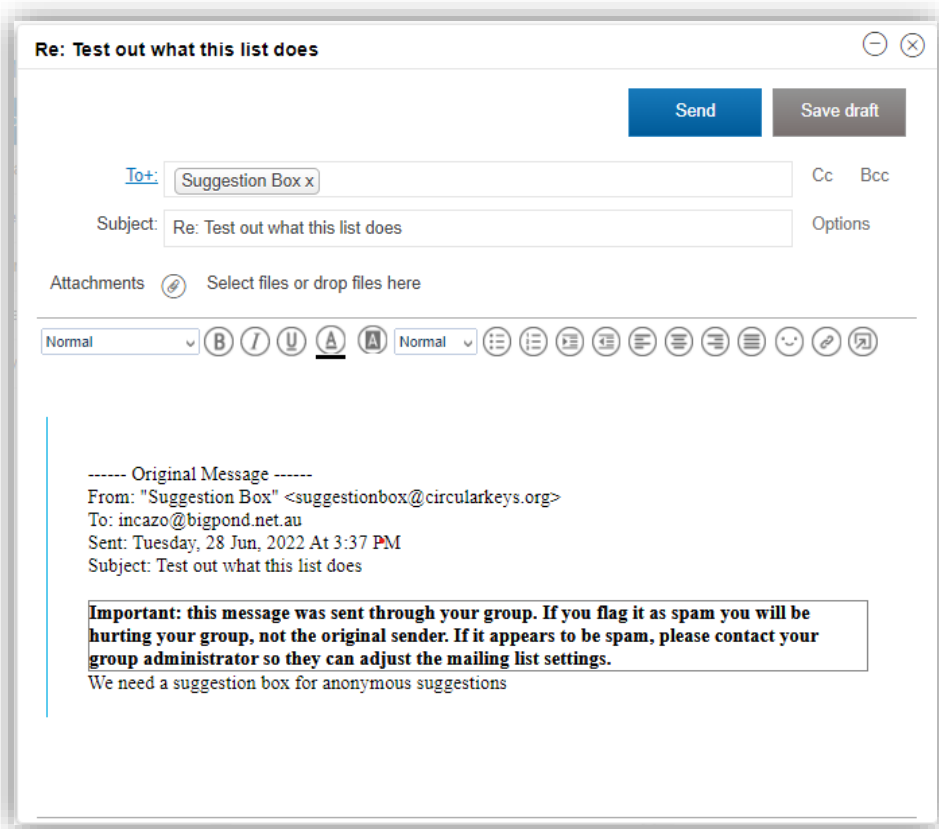 Re: Test out what this list does
Send Save draft
To+: Suggestion Box x Cc Bcc
Subject: Re: Test out what this list does Options
Attachments Select files or drop files here
Normal B I U A A Normal
------ Original Message ------
From: "Suggestion Box" <suggestionbox@circularkeys.org>
To: incazo@bigpond.net.au
Sent: Tuesday, 28 Jun, 2022 At 3:37 PM
Subject: Test out what this list does
Important: this message was sent through your group. If you flag it as spam you will be
hurting your group, not the original sender. If it appears to be spam, please contact your
group administrator so they can adjust the mailing list settings.
We need a suggestion box for anonymous suggestions